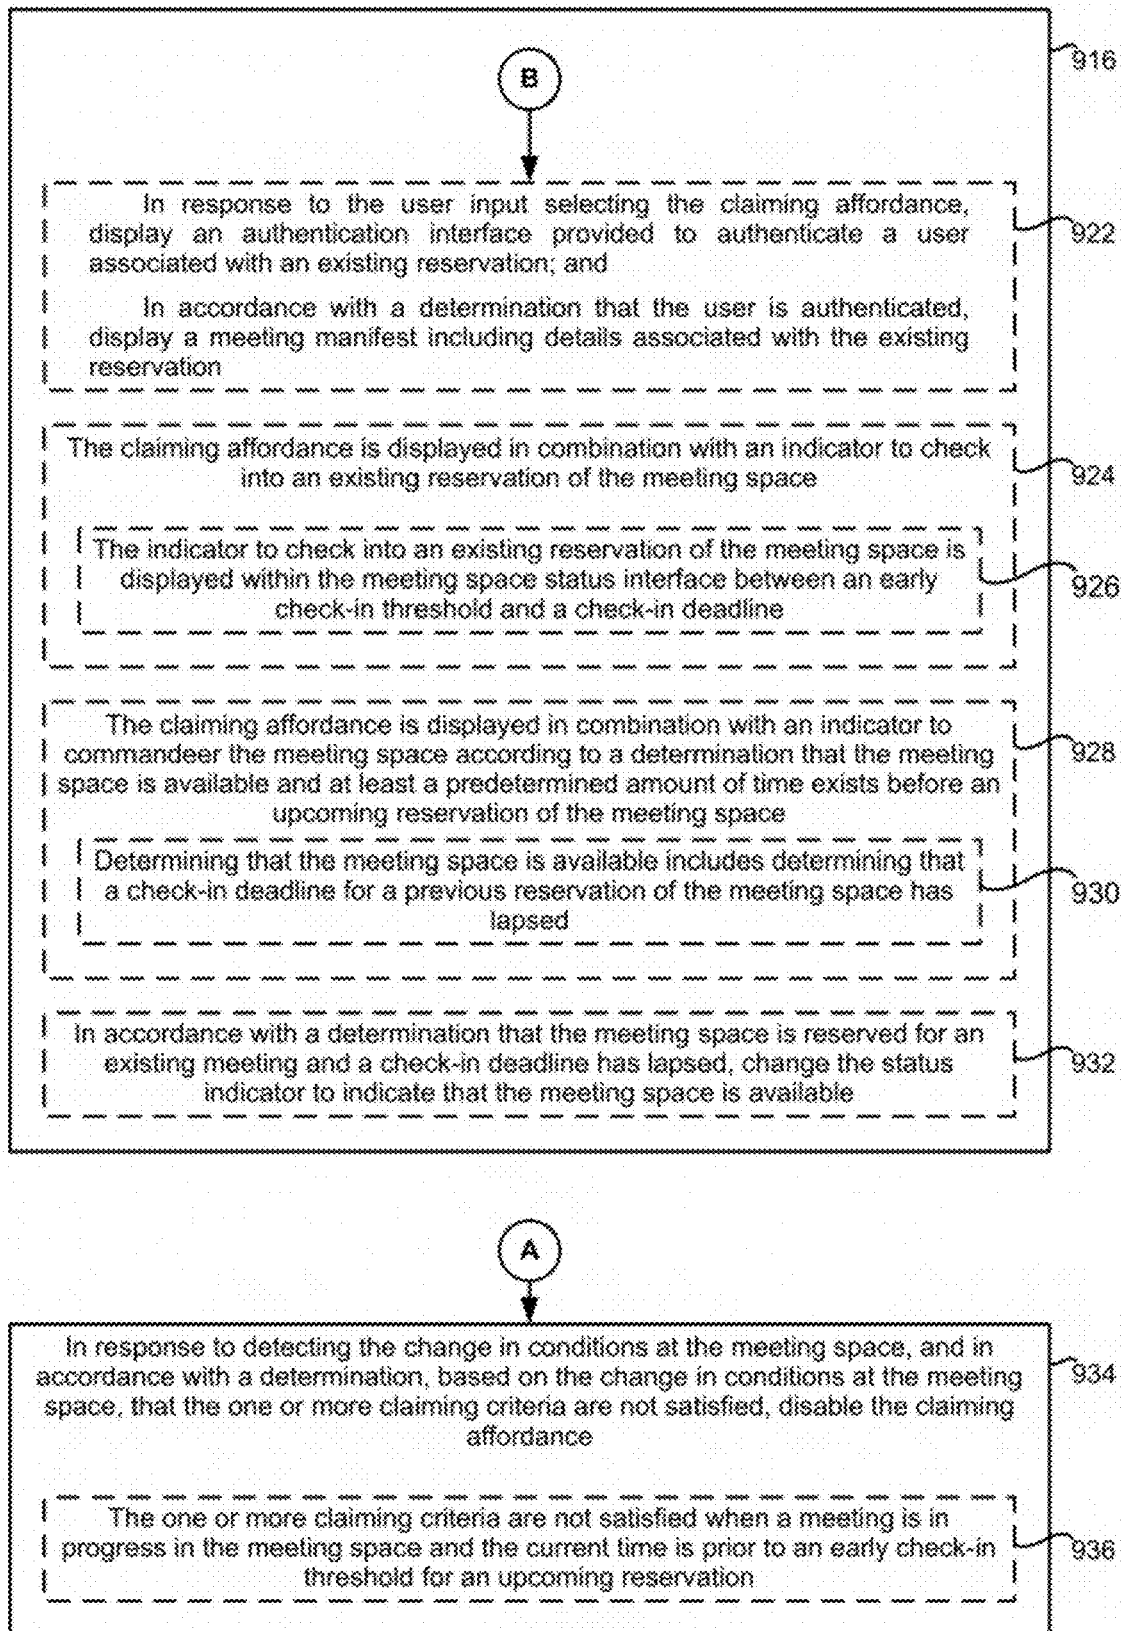 916
B
In response to the user input selecting the claiming affordance,
display an authentication interface provided to authenticate a user
associated with an existing reservation; and
922
In accordance with a determination that the user is authenticated,
display a meeting manifest including details associated with the existing
reservation
The claiming affordance is displayed in combination with an indicator to check
into an existing reservation of the meeting space
924
The indicator to check into an existing reservation of the meeting space is
displayed within the meeting space status interface between an early
check-in threshold and a check-in deadline
926
The claiming affordance is displayed in combination with an indicator to
commandeer the meeting space according to a determination that the meeting
space is available and at least a predetermined amount of time exists before an
upcoming reservation of the meeting space
928
Determining that the meeting space is available includes determining that
a check-in deadline for a previous reservation of the meeting space has
lapsed
930
In accordance with a determination that the meeting space is reserved for an
existing meeting and a check-in deadline has lapsed, change the status
indicator to indicate that the meeting space is available
932
A
In response to detecting the change in conditions at the meeting space, and in
accordance with a determination, based on the change in conditions at the meeting
space, that the one or more claiming criteria are not satisfied, disable the claiming
affordance
934
The one or more claiming criteria are not satisfied when a meeting is in
progress in the meeting space and the current time is prior to an early check-in
threshold for an upcoming reservation
936